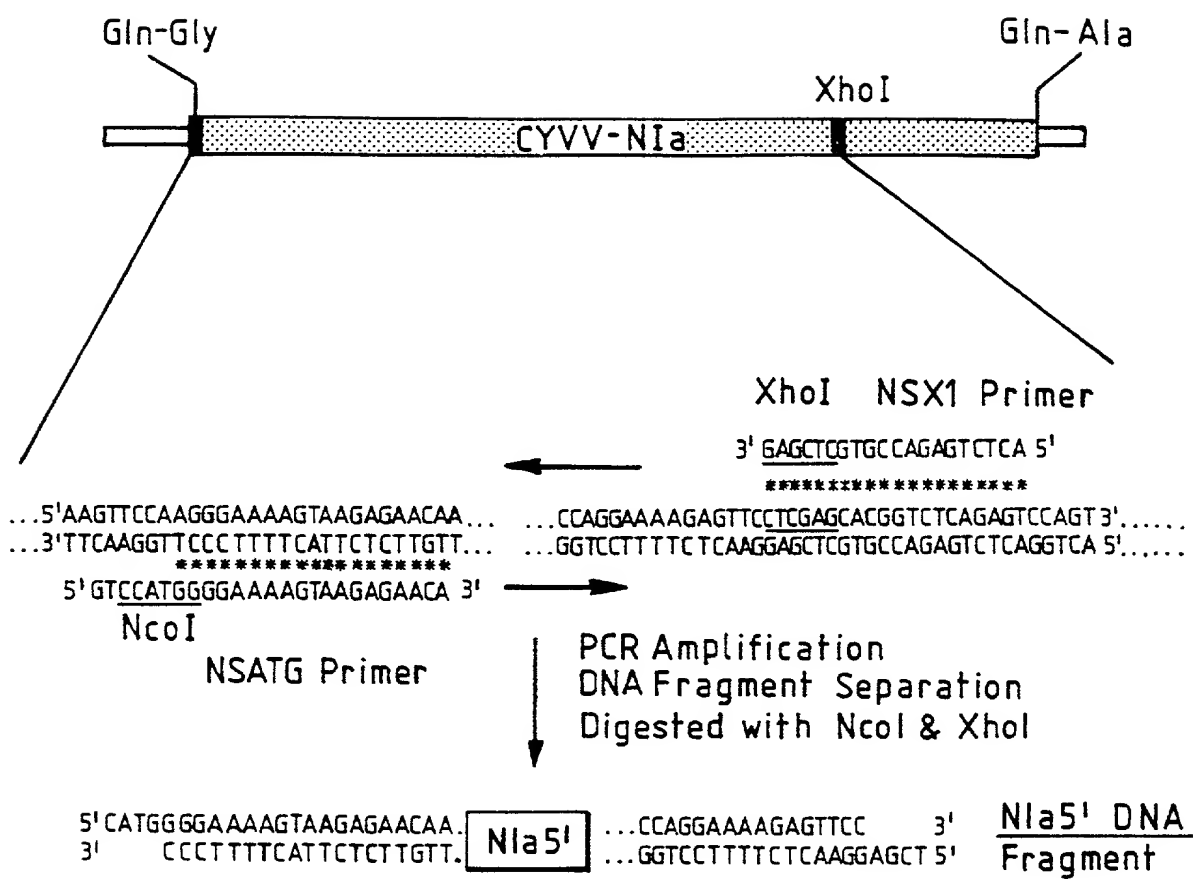 Gln-Gly
Gln-Ala
XhoI
CYVV-NIa
XhoI NSX1 Primer
3' GAGCTCGTGCCAGAGTCTCA 5'
********************
...5'AAGTTCCAAGGGAAAAGTAAGAGAACAA... ...CCAGGAAAAGAGTTCCTCGAGCACGGTCTCAGAGTCCAGT 3'......
...3'TTCAAGGTTCCCTTTTCATTCTCTTGTT... ...GGTCCTTTTCTCAAGGAGCTCGTGCCAGAGTCTCAGGTCA 5'......
*******************
5'GTCCATGGGGAAAAGTAAGAGAACA 3'
NcoI
NSATG Primer
PCR Amplification
DNA Fragment Separation
Digested with NcoI & XhoI
5'CATGGGGAAAAGTAAGAGAACAA. NIa5' ...CCAGGAAAAGAGTTCC 3' NIa5' DNA
3' CCCTTTTCATTCTCTTGTT. ...GGTCCTTTTCTCAAGGAGCT 5' Fragment